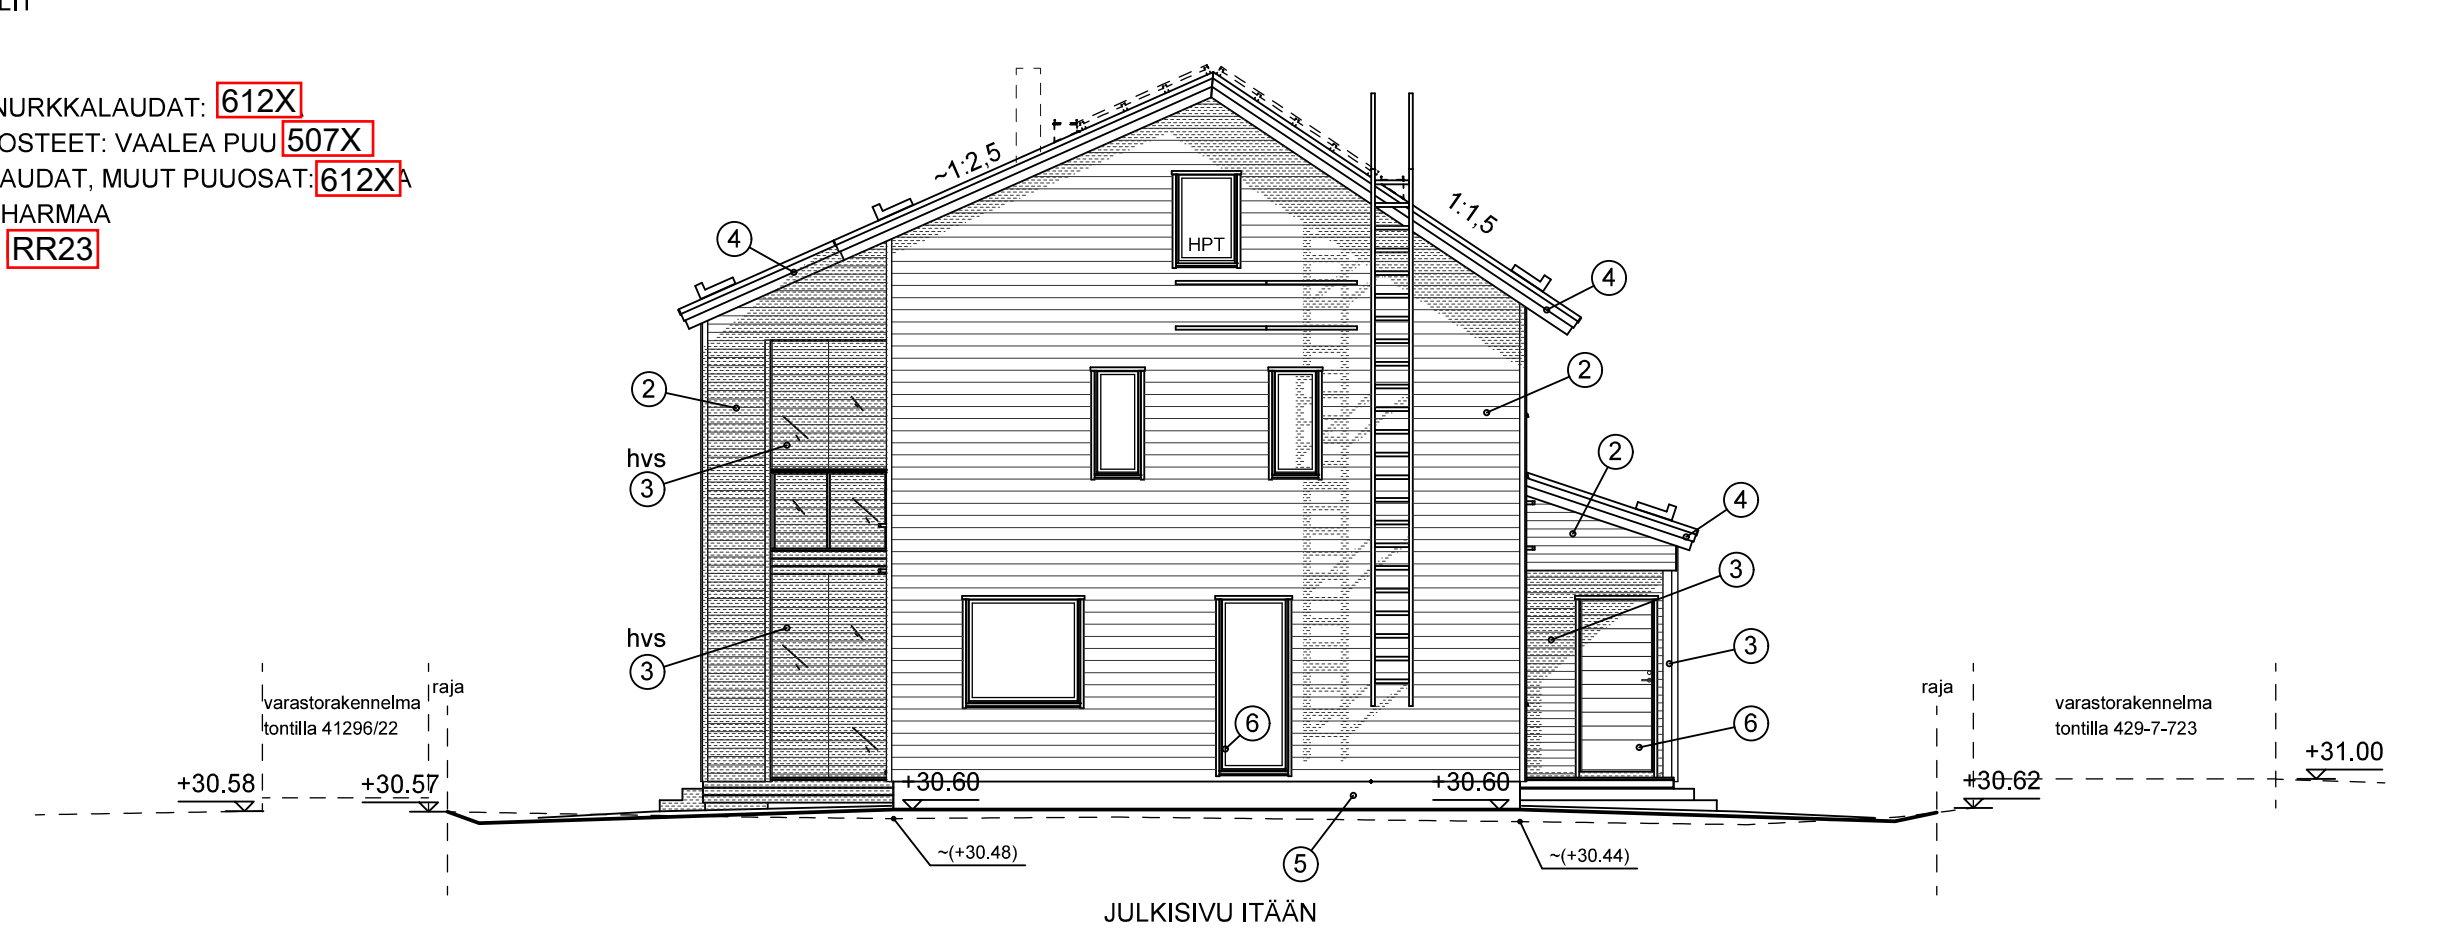 NURKKALAUDAT: 612X
OSTEET: VAALEA PUU 507X
AUDAT, MUUT PUUOSAT: 612X
HARMAA
RR23
~1:2,5
1:1,5
HPT
4
4
2
2
hvs
3
2
4
3
hvs
3
3
6
6
raja
varastorakennelma
tontilla 41296/22
raja
varastorakennelma
tontilla 429-7-723
+30.58
+30.57
+30.60
+30.60
+30.62
+31.00
~(+30.48)
5
~(+30.44)
JULKISIVU ITÄÄN